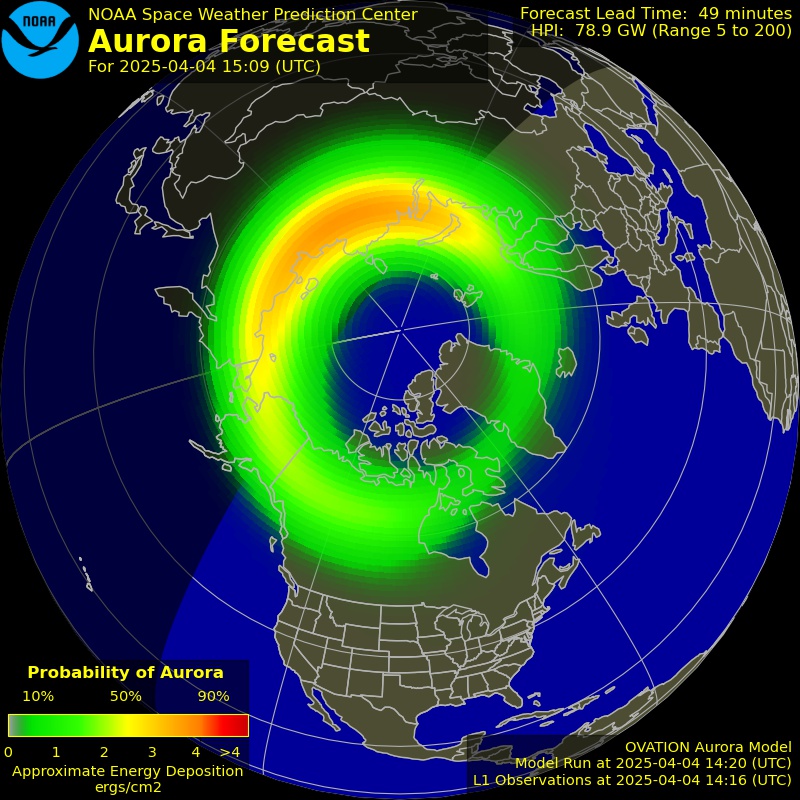 NOAA
NOAA Space Weather Prediction Center
Aurora Forecast
For 2025-04-04 15:09 (UTC)
Forecast Lead Time: 49 minutes
HPI: 78.9 GW (Range 5 to 200)
Probability of Aurora
10% 50% 90%
0 1 2 3 4 >4
Approximate Energy Deposition
ergs/cm2
OVATION Aurora Model
Model Run at 2025-04-04 14:20 (UTC)
L1 Observations at 2025-04-04 14:16 (UTC)